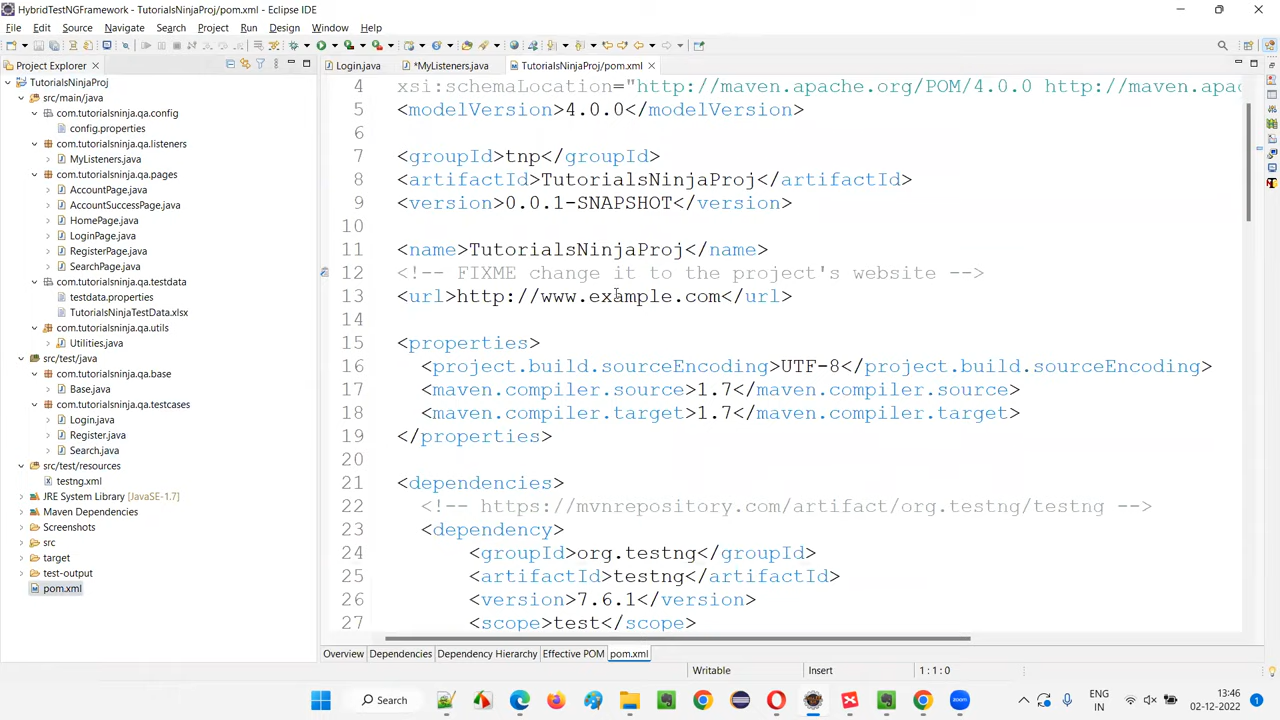 HybridTestNGFramework - TutorialsNinjaProj/pom.xml - Eclipse IDE
File Edit Source Navigate Search Project Run Design Window Help
Project Explorer
Login.java *MyListeners.java TutorialsNinjaProj/pom.xml
TutorialsNinjaProj
src/main/java
com.tutorialsninja.qa.config
config.properties
com.tutorialsninja.qa.listeners
MyListeners.java
com.tutorialsninja.qa.pages
AccountPage.java
AccountSuccessPage.java
HomePage.java
LoginPage.java
RegisterPage.java
SearchPage.java
com.tutorialsninja.qa.testdata
testdata.properties
TutorialsNinjaTestData.xlsx
com.tutorialsninja.qa.utils
Utilities.java
src/test/java
com.tutorialsninja.qa.base
Base.java
com.tutorialsninja.qa.testcases
Login.java
Register.java
Search.java
src/test/resources
testng.xml
JRE System Library [JavaSE-1.7]
Maven Dependencies
Screenshots
src
target
test-output
pom.xml
4 xsi:schemaLocation="http://maven.apache.org/POM/4.0.0 http://maven.apac
5 <modelVersion>4.0.0</modelVersion>
6
7 <groupId>tnp</groupId>
8 <artifactId>TutorialsNinjaProj</artifactId>
9 <version>0.0.1-SNAPSHOT</version>
10
11 <name>TutorialsNinjaProj</name>
12 <!-- FIXME change it to the project's website -->
13 <url>http://www.example.com</url>
14
15 <properties>
16 <project.build.sourceEncoding>UTF-8</project.build.sourceEncoding>
17 <maven.compiler.source>1.7</maven.compiler.source>
18 <maven.compiler.target>1.7</maven.compiler.target>
19 </properties>
20
21 <dependencies>
22 <!-- https://mvnrepository.com/artifact/org.testng/testng -->
23 <dependency>
24 <groupId>org.testng</groupId>
25 <artifactId>testng</artifactId>
26 <version>7.6.1</version>
27 <scope>test</scope>
Overview Dependencies Dependency Hierarchy Effective POM pom.xml
Writable Insert 1 : 1 : 0
Search
ENG
IN
13:46
02-12-2022